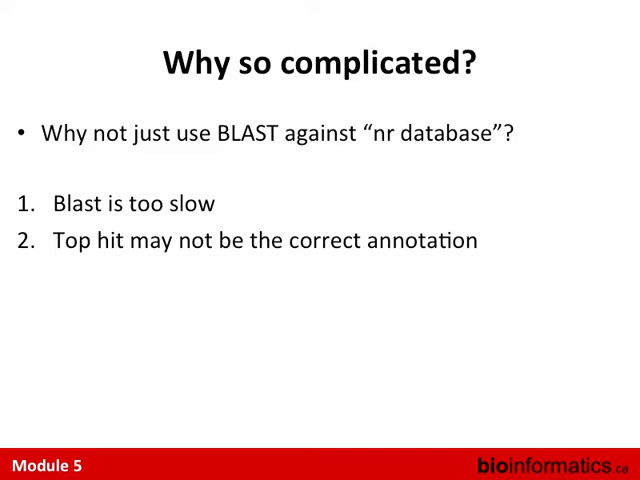 Why so complicated?
• Why not just use BLAST against “nr database”?
1. Blast is too slow
2. Top hit may not be the correct annotation
Module 5
bioinformatics.ca